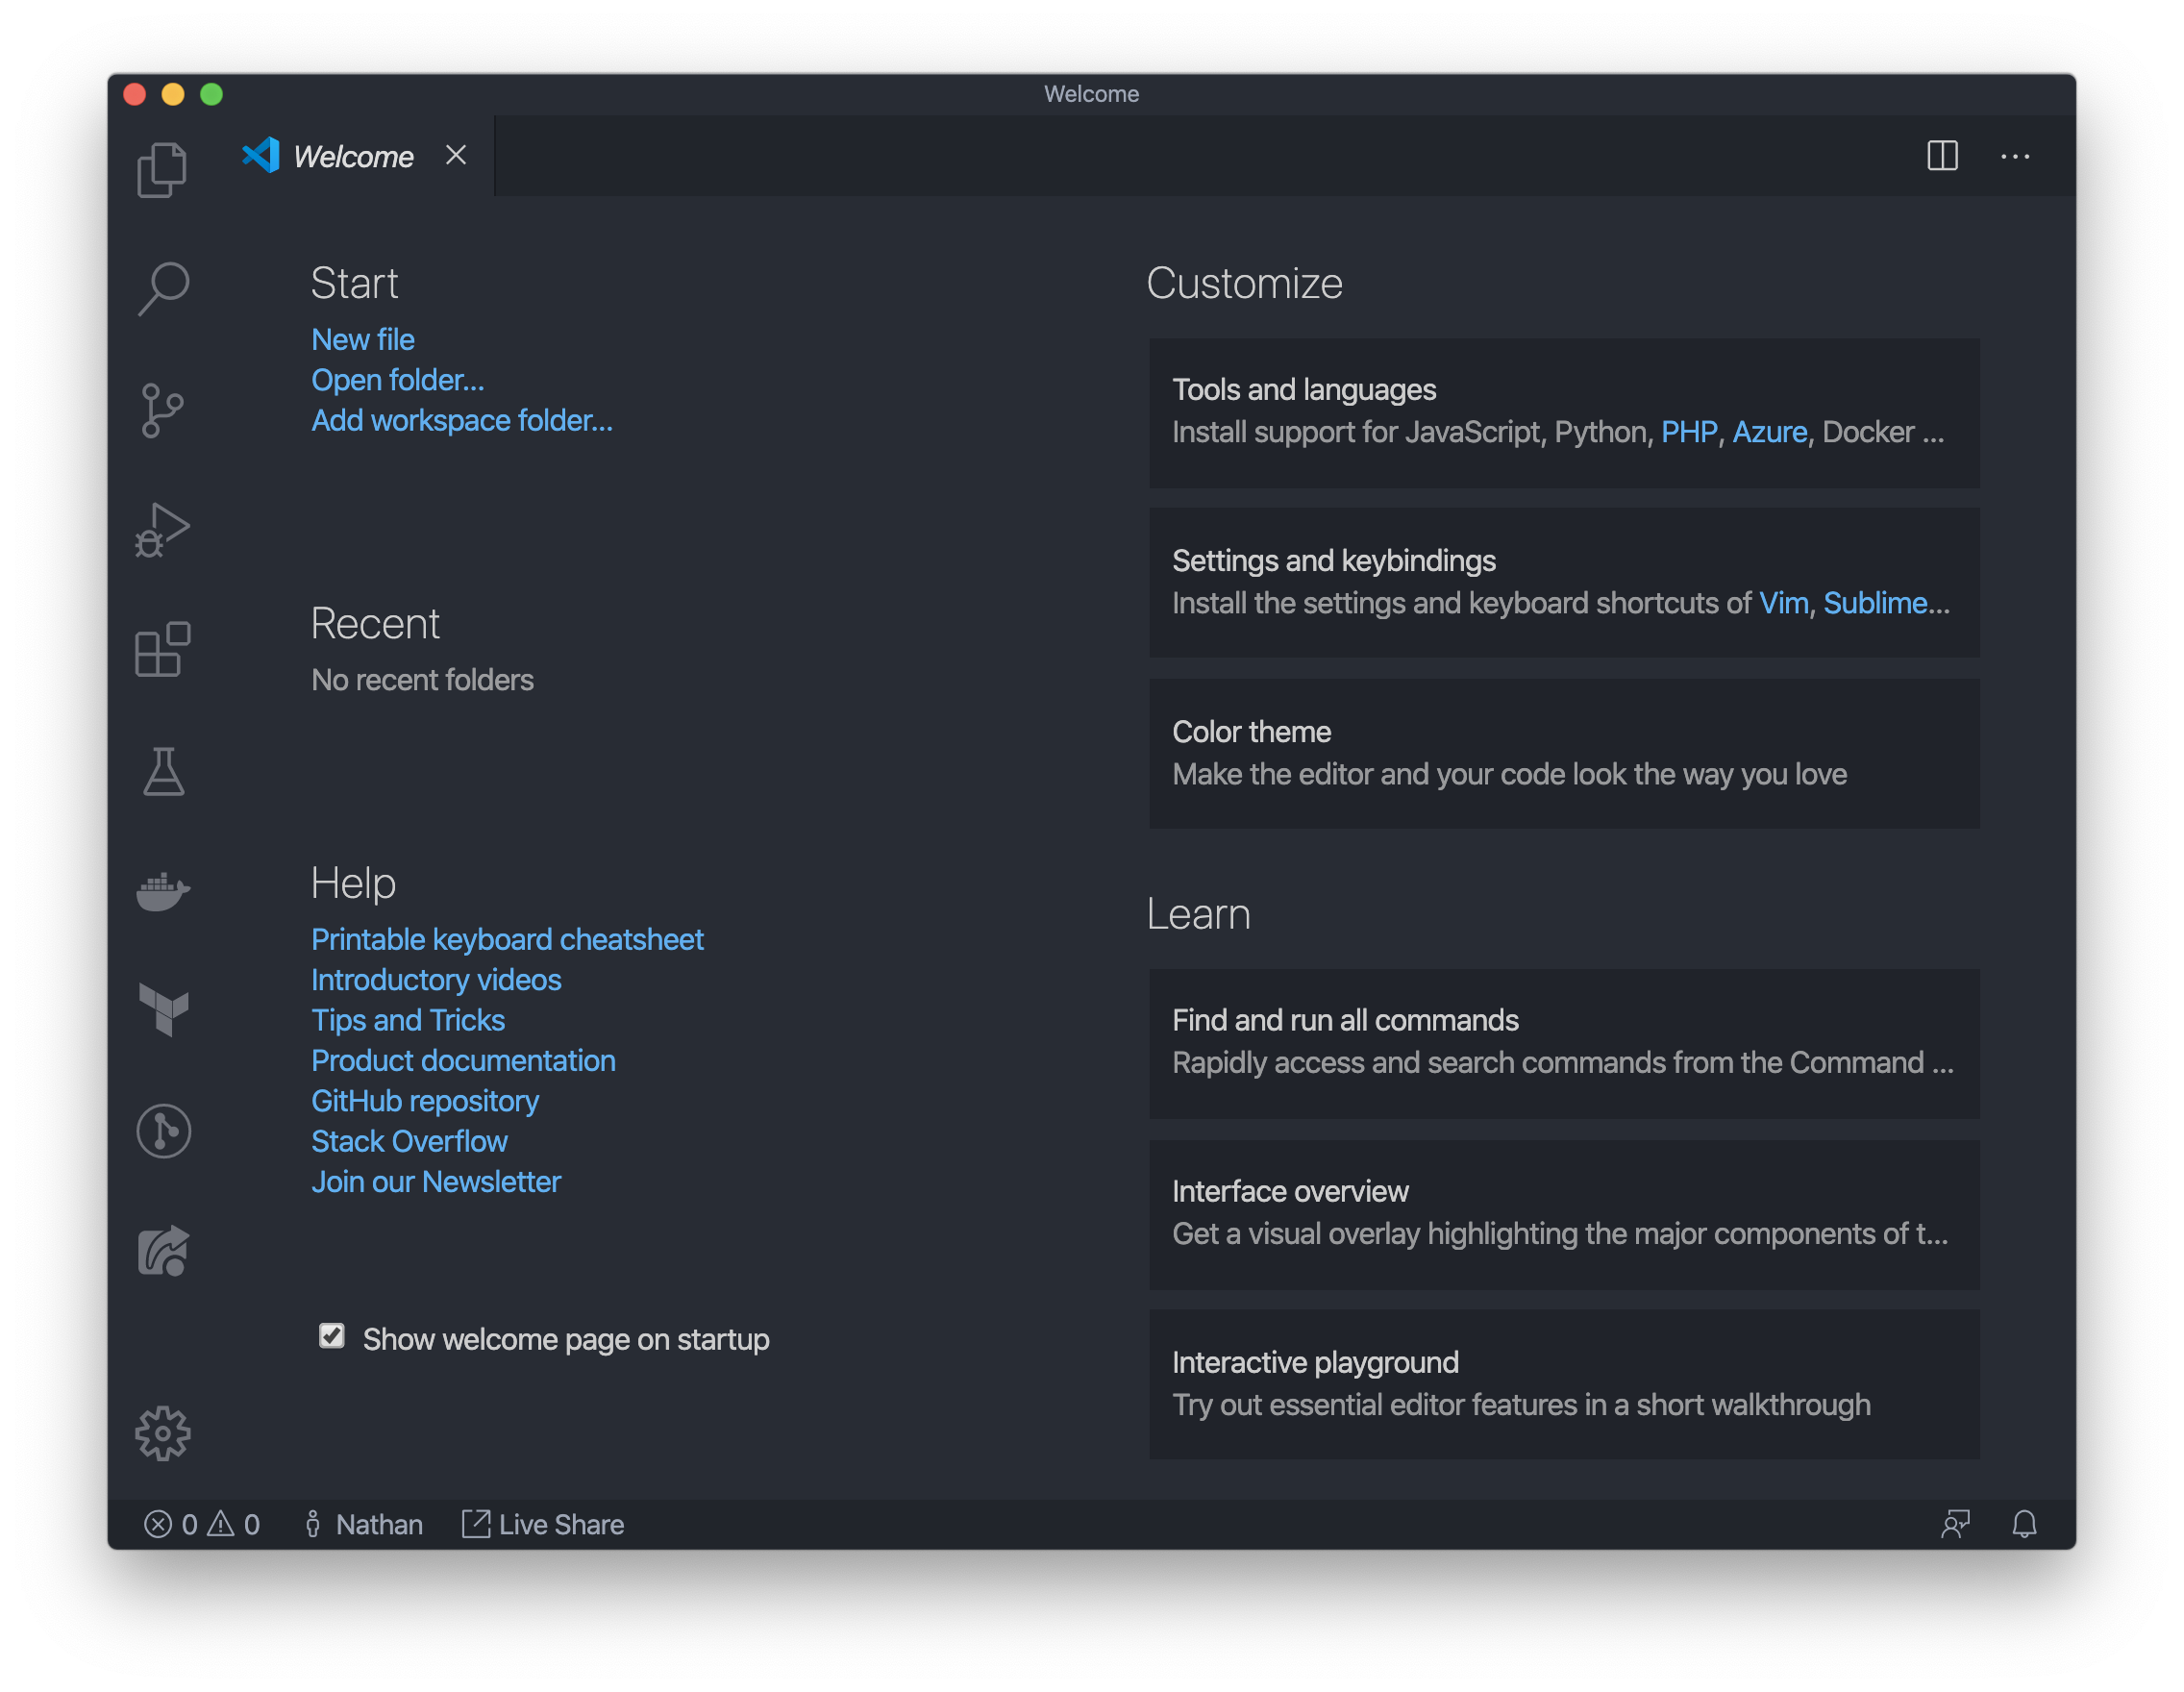 Welcome
Welcome
Start
New file
Open folder...
Add workspace folder...
Recent
No recent folders
Help
Printable keyboard cheatsheet
Introductory videos
Tips and Tricks
Product documentation
GitHub repository
Stack Overflow
Join our Newsletter
Show welcome page on startup
Customize
Tools and languages
Install support for JavaScript, Python, PHP, Azure, Docker ...
Settings and keybindings
Install the settings and keyboard shortcuts of Vim, Sublime...
Color theme
Make the editor and your code look the way you love
Learn
Find and run all commands
Rapidly access and search commands from the Command ...
Interface overview
Get a visual overlay highlighting the major components of t...
Interactive playground
Try out essential editor features in a short walkthrough
0 0 Nathan Live Share